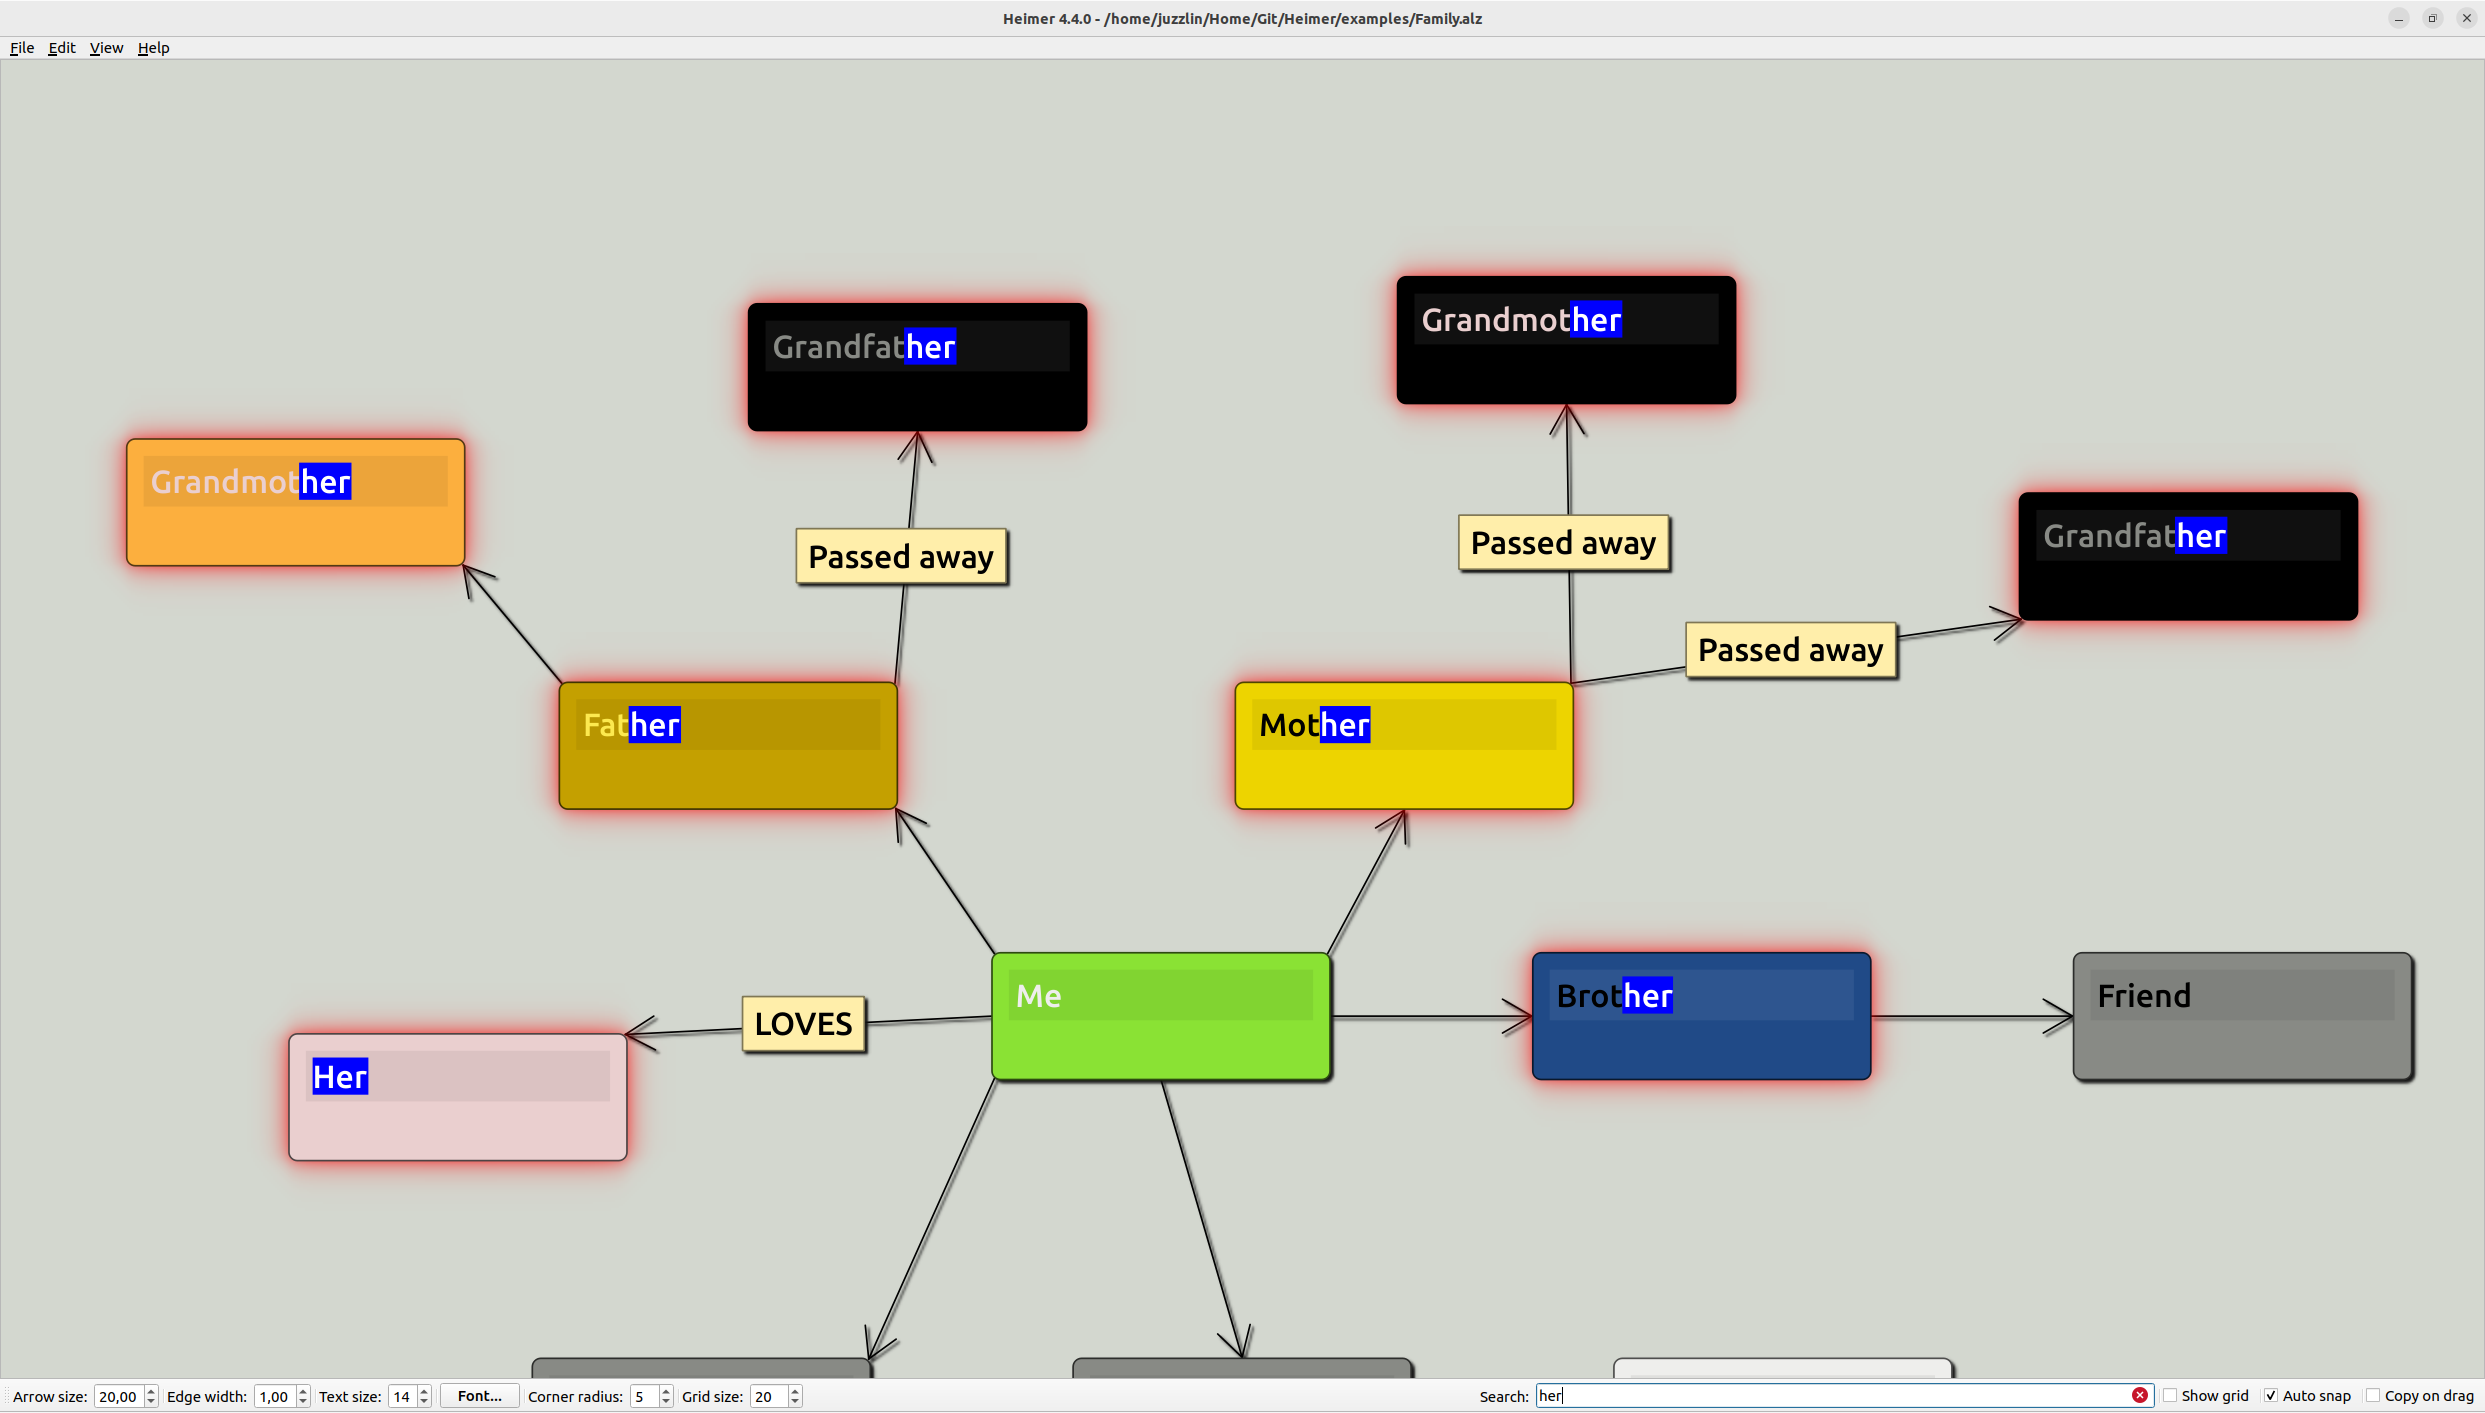 Heimer 4.4.0 - /home/juzzlin/Home/Git/Heimer/examples/Family.alz
File Edit View Help
Grandmother
Grandfather
Grandmother
Grandfather
Passed away
Passed away
Passed away
Father
Mother
Me
Brother
Friend
LOVES
Her
Arrow size: 20,00 Edge width: 1,00 Text size: 14 Font... Corner radius: 5 Grid size: 20 Search: her Show grid Auto snap Copy on drag